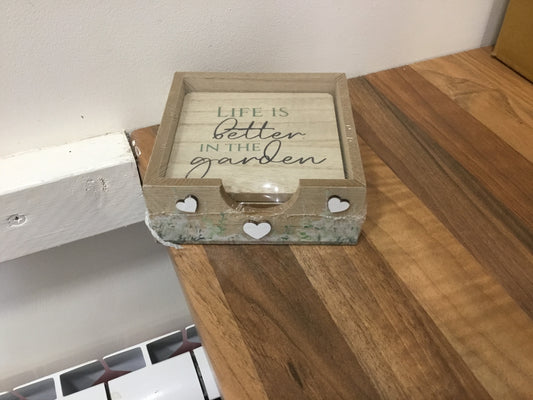 LIFE IS
better
IN THE
garden